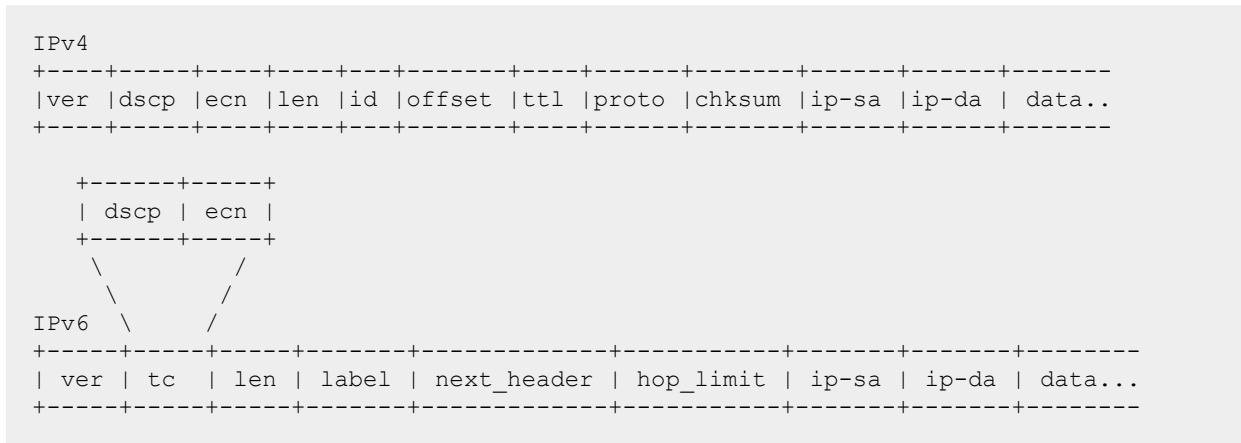 IPv4
+----+-----+----+----+---+-------+----+------+-------+------+------+-------
|ver |dscp |ecn |len |id |offset |ttl |proto |chksum |ip-sa |ip-da | data..
+----+-----+----+----+---+-------+----+------+-------+------+------+-------
+------+-----+
| dscp | ecn |
+------+-----+
\ /
\ /
IPv6 \ /
+-----+-----+-----+-------+-------------+-----------+-------+-------+--------
| ver | tc  | len | label | next_header | hop_limit | ip-sa | ip-da | data...
+-----+-----+-----+-------+-------------+-----------+-------+-------+--------